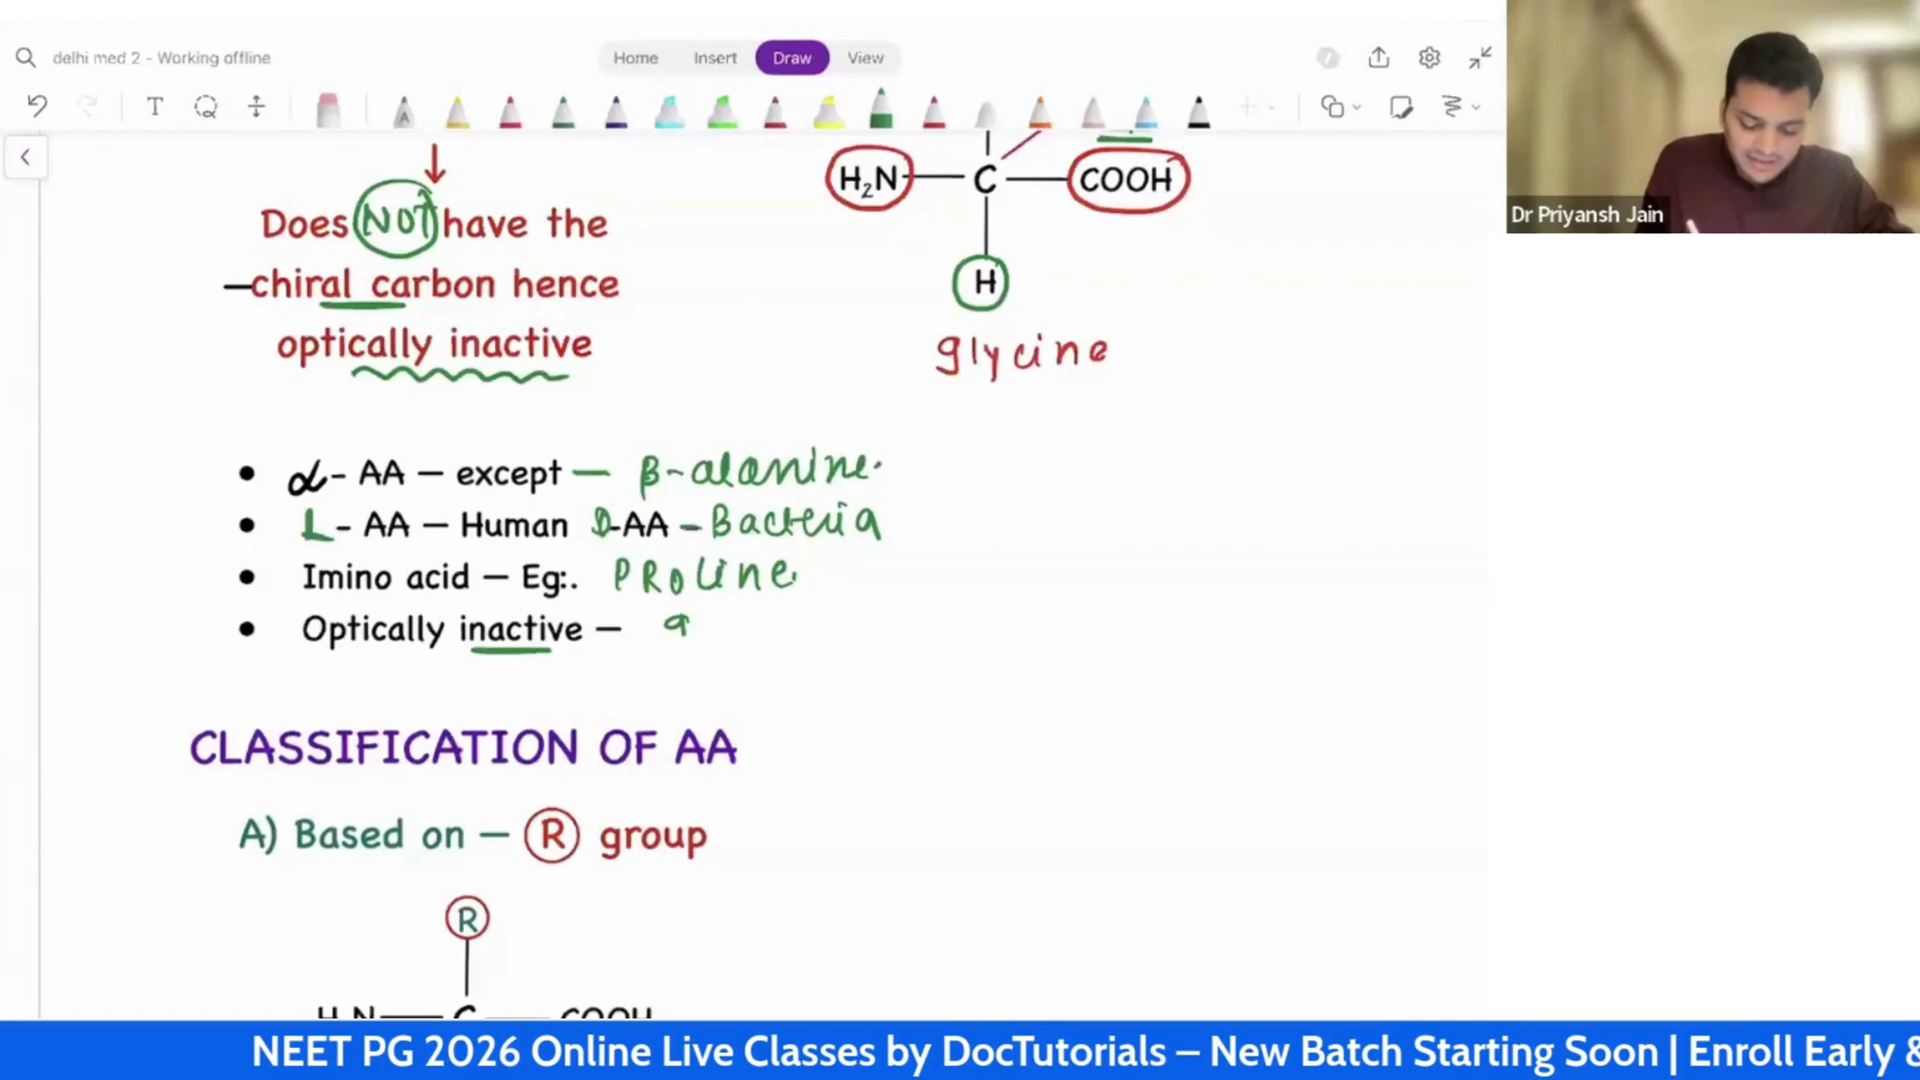 delhi med 2 - Working offline
Home Insert Draw View
T
A
Does NOT have the
—chiral carbon hence
optically inactive
H₂N — C — COOH
H
glycine
Dr Priyansh Jain
• α - AA — except — β-alanine.
• L - AA — Human D-AA - Bacteria
• Imino acid — Eg:. PROline
• Optically inactive — g
CLASSIFICATION OF AA
A) Based on — R group
R
H N — C — COOH
NEET PG 2026 Online Live Classes by DocTutorials – New Batch Starting Soon | Enroll Early &